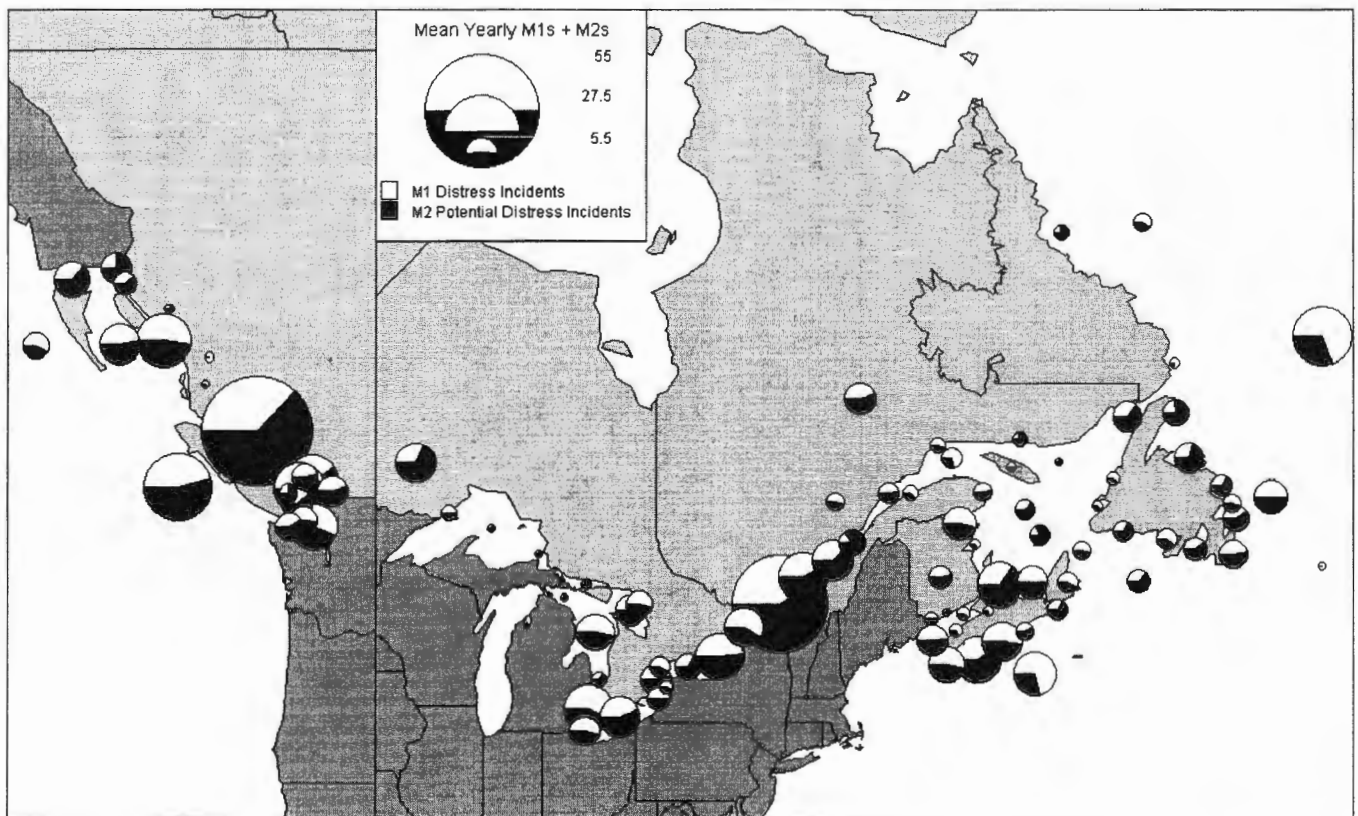 Mean Yearly M1s + M2s
55
27.5
5.5
M1 Distress Incidents
M2 Potential Distress Incidents